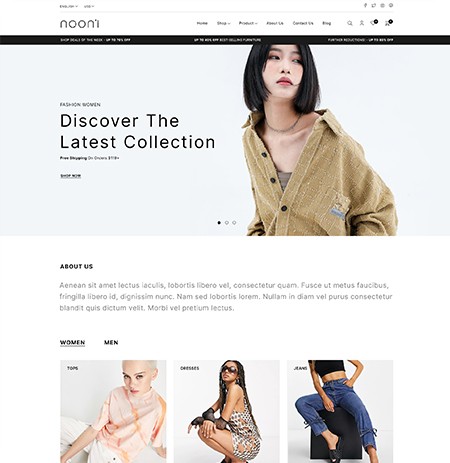 ENGLISH USD
noon'i
Home Shop Product About Us Contact Us Blog
SHOP DEALS OF THE WEEK - UP TO 70% OFF UP TO 60% OFF BEST-SELLING FURNITURE FURTHER REDUCTIONS - UP TO 80% OFF
FASHION WOMEN
Discover The
Latest Collection
Free Shipping On Orders $119+
SHOP NOW
ABOUT US
Aenean sit amet lectus iaculis, lobortis libero vel, consectetur quam. Fusce ut metus faucibus,
fringilla libero id, dignissim nunc. Nam sed lobortis lorem. Nullam in diam vel purus consectetur
blandit quis dictum velit. Morbi vel pretium lectus.
WOMEN MEN
TOPS DRESSES JEANS